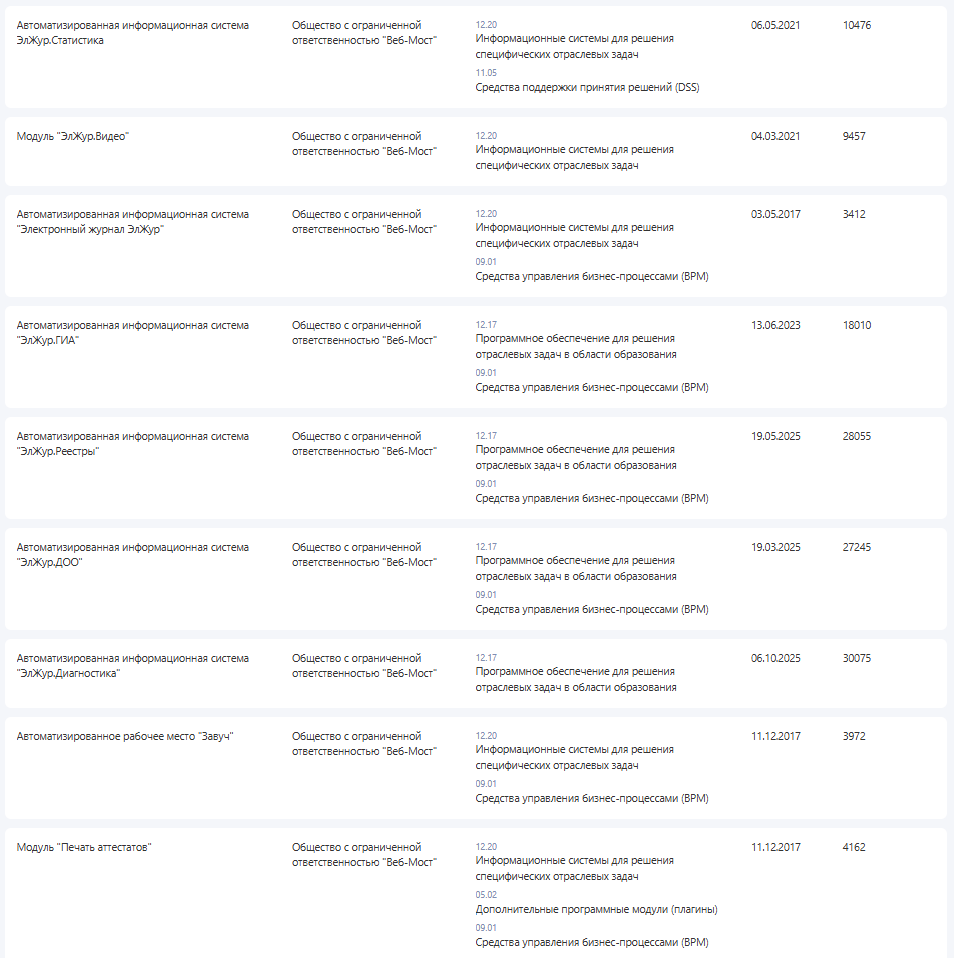 Автоматизированная информационная система
ЭлЖур.Статистика
Общество с ограниченной
ответственностью "Веб-Мост"
12.20
Информационные системы для решения
специфических отраслевых задач
11.05
Средства поддержки принятия решений (DSS)
06.05.2021
10476
Модуль "ЭлЖур.Видео"
Общество с ограниченной
ответственностью "Веб-Мост"
12.20
Информационные системы для решения
специфических отраслевых задач
04.03.2021
9457
Автоматизированная информационная система
"Электронный журнал ЭлЖур"
Общество с ограниченной
ответственностью "Веб-Мост"
12.20
Информационные системы для решения
специфических отраслевых задач
09.01
Средства управления бизнес-процессами (BPM)
03.05.2017
3412
Автоматизированная информационная система
"ЭлЖур.ГИА"
Общество с ограниченной
ответственностью "Веб-Мост"
12.17
Программное обеспечение для решения
отраслевых задач в области образования
09.01
Средства управления бизнес-процессами (BPM)
13.06.2023
18010
Автоматизированная информационная система
"ЭлЖур.Реестры"
Общество с ограниченной
ответственностью "Веб-Мост"
12.17
Программное обеспечение для решения
отраслевых задач в области образования
09.01
Средства управления бизнес-процессами (BPM)
19.05.2025
28055
Автоматизированная информационная система
"ЭлЖур.ДОО"
Общество с ограниченной
ответственностью "Веб-Мост"
12.17
Программное обеспечение для решения
отраслевых задач в области образования
09.01
Средства управления бизнес-процессами (BPM)
19.03.2025
27245
Автоматизированная информационная система
"ЭлЖур.Диагностика"
Общество с ограниченной
ответственностью "Веб-Мост"
12.17
Программное обеспечение для решения
отраслевых задач в области образования
06.10.2025
30075
Автоматизированное рабочее место "Завуч"
Общество с ограниченной
ответственностью "Веб-Мост"
12.20
Информационные системы для решения
специфических отраслевых задач
09.01
Средства управления бизнес-процессами (BPM)
11.12.2017
3972
Модуль "Печать аттестатов"
Общество с ограниченной
ответственностью "Веб-Мост"
12.20
Информационные системы для решения
специфических отраслевых задач
05.02
Дополнительные программные модули (плагины)
09.01
Средства управления бизнес-процессами (BPM)
11.12.2017
4162